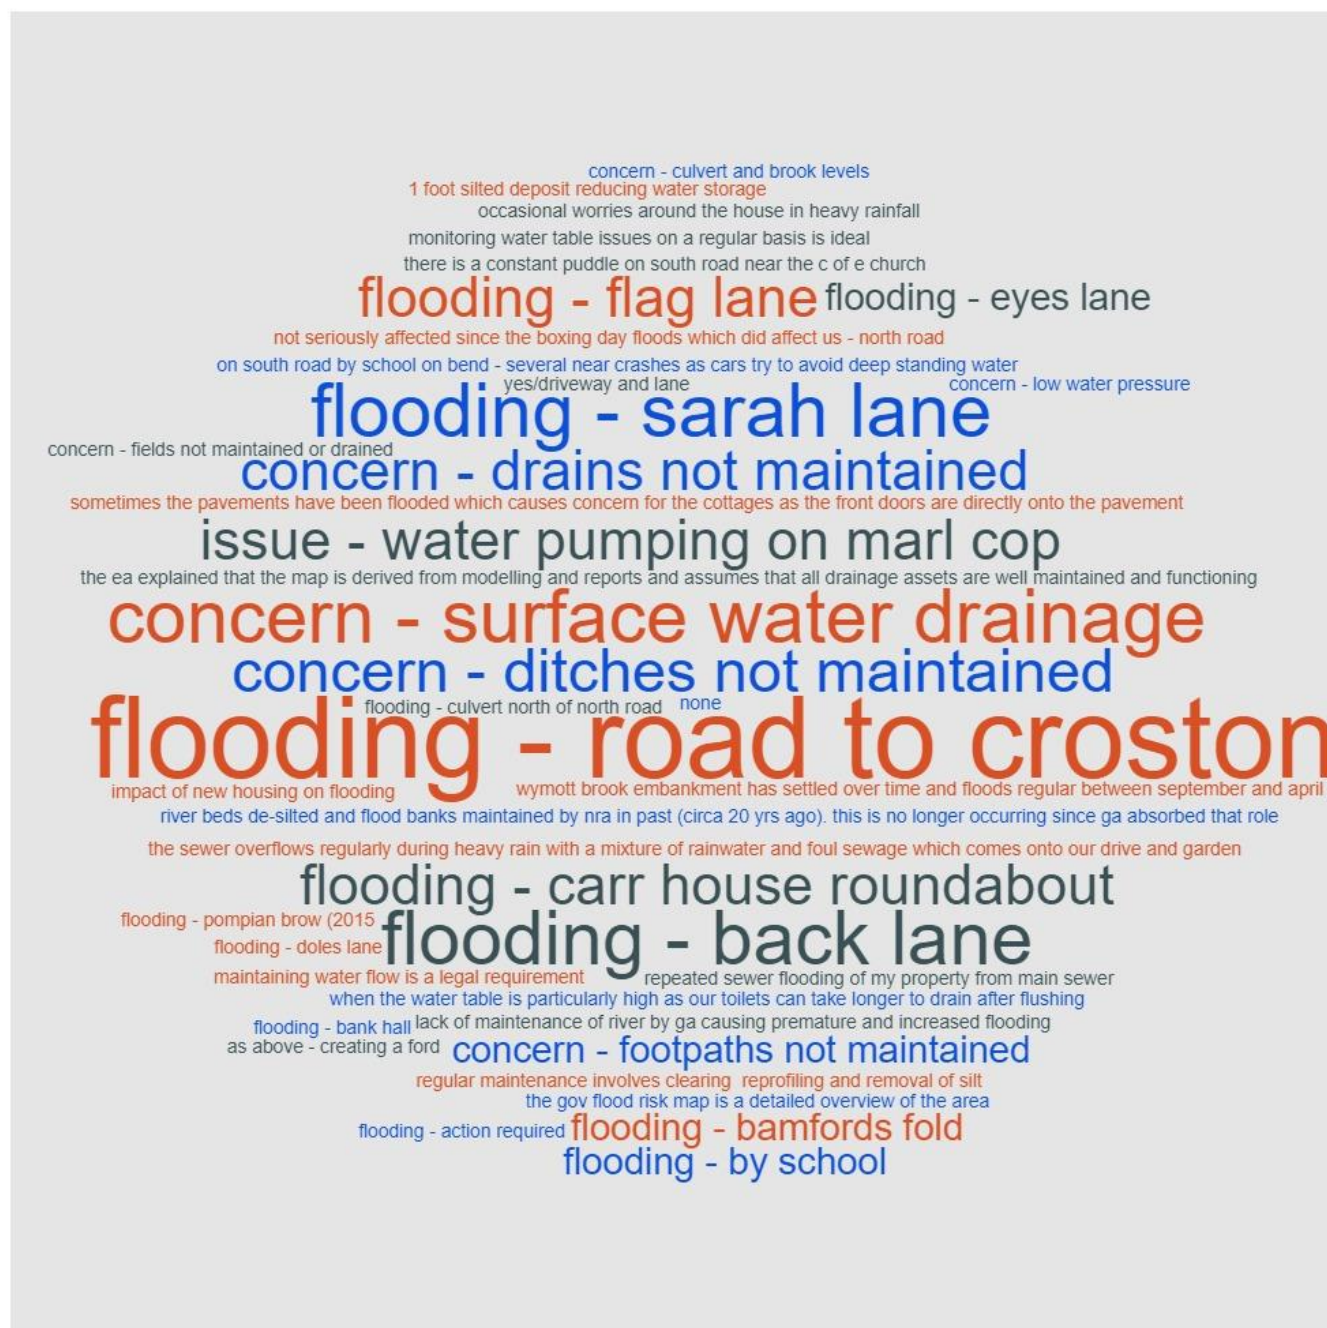 concern - culvert and brook levels
1 foot silted deposit reducing water storage
occasional worries around the house in heavy rainfall
monitoring water table issues on a regular basis is ideal
there is a constant puddle on south road near the c of e church
flooding - flag lane
flooding - eyes lane
not seriously affected since the boxing day floods which did affect us - north road
on south road by school on bend - several near crashes as cars try to avoid deep standing water
yes/driveway and lane
concern - low water pressure
flooding - sarah lane
concern - fields not maintained or drained
concern - drains not maintained
sometimes the pavements have been flooded which causes concern for the cottages as the front doors are directly onto the pavement
issue - water pumping on marl cop
the ea explained that the map is derived from modelling and reports and assumes that all drainage assets are well maintained and functioning
concern - surface water drainage
concern - ditches not maintained
flooding - culvert north of north road
none
flooding - road to croston
impact of new housing on flooding
wymott brook embankment has settled over time and floods regular between september and april
river beds de-silted and flood banks maintained by nra in past (circa 20 yrs ago). this is no longer occurring since ga absorbed that role
the sewer overflows regularly during heavy rain with a mixture of rainwater and foul sewage which comes onto our drive and garden
flooding - carr house roundabout
flooding - pompian brow (2015
flooding - back lane
flooding - doles lane
maintaining water flow is a legal requirement
repeated sewer flooding of my property from main sewer
when the water table is particularly high as our toilets can take longer to drain after flushing
flooding - bank hall
lack of maintenance of river by ga causing premature and increased flooding
as above - creating a ford
concern - footpaths not maintained
regular maintenance involves clearing  reprofiling and removal of silt
the gov flood risk map is a detailed overview of the area
flooding - action required
flooding - bamfords fold
flooding - by school